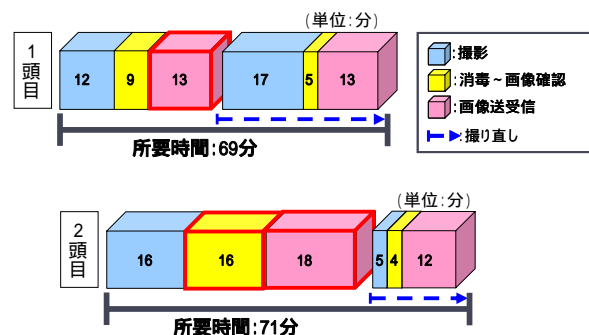 (単位:分)
1頭目
12 9 13 17 5 13
所要時間:69分
:撮影
:消毒~画像確認
:画像送受信
:撮り直し
(単位:分)
2頭目
16 16 18 5 4 12
所要時間:71分